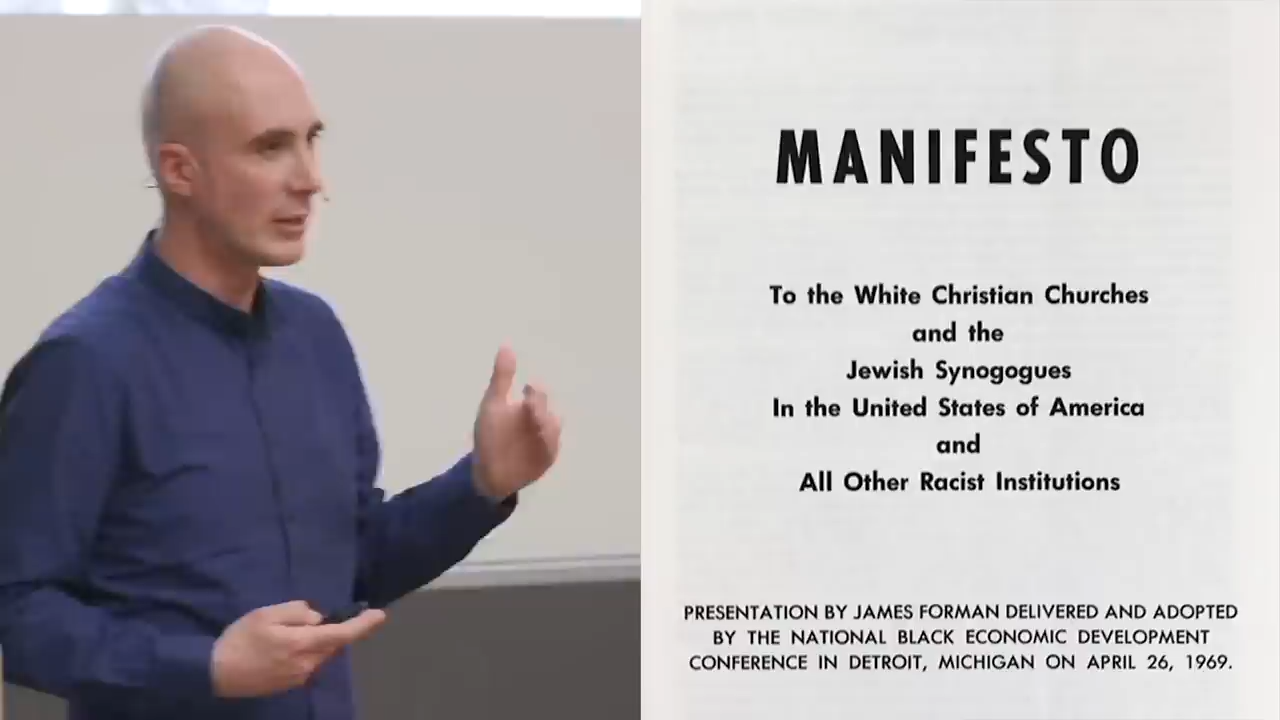 MANIFESTO
To the White Christian Churches
and the
Jewish Synogogues
In the United States of America
and
All Other Racist Institutions
PRESENTATION BY JAMES FORMAN DELIVERED AND ADOPTED
BY THE NATIONAL BLACK ECONOMIC DEVELOPMENT
CONFERENCE IN DETROIT, MICHIGAN ON APRIL 26, 1969.